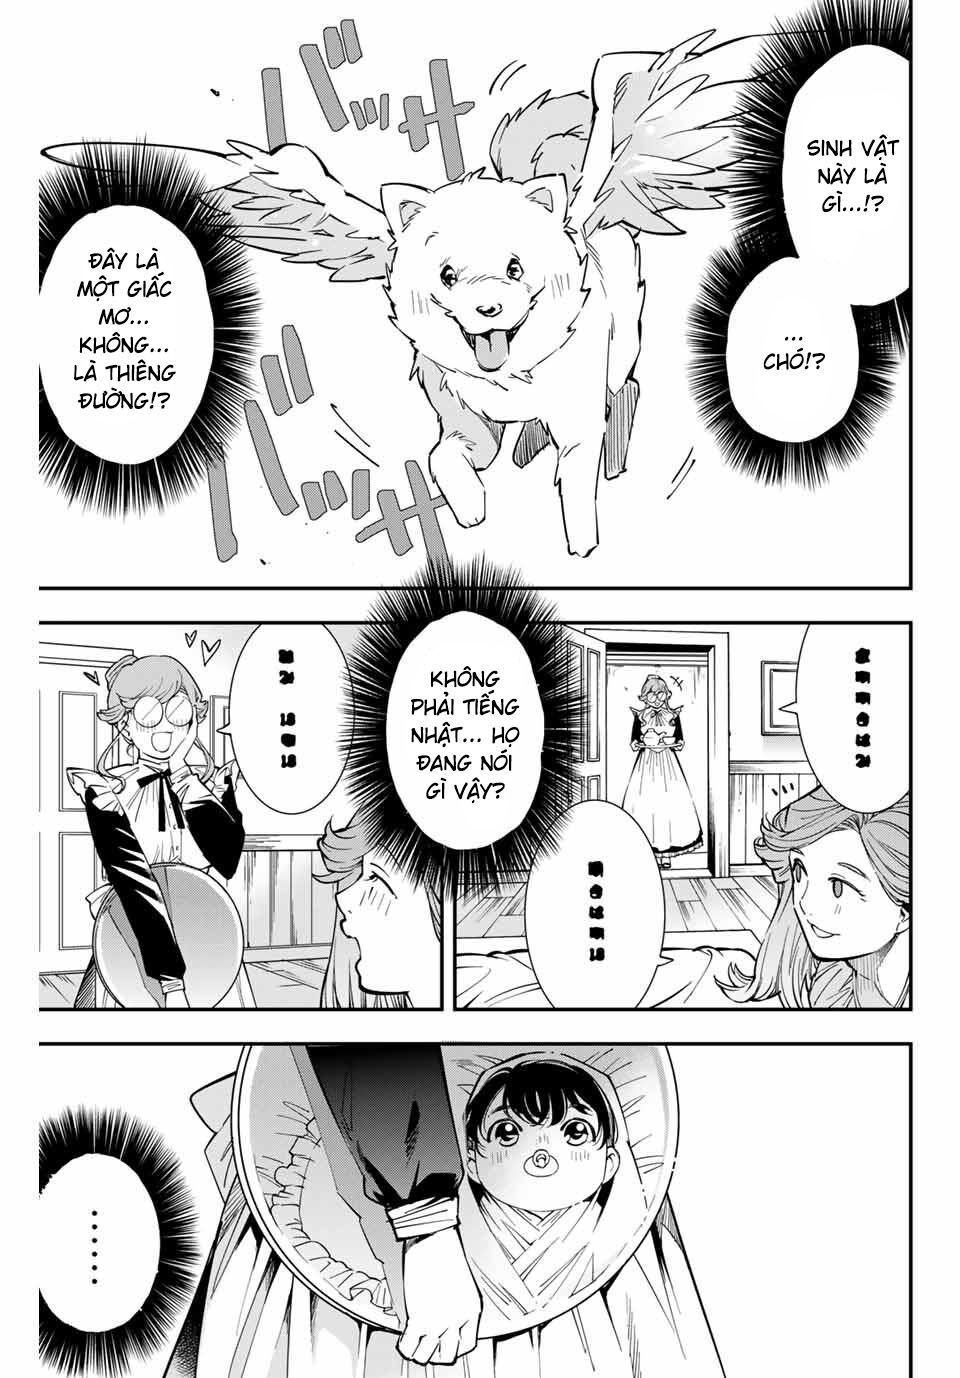 SINH VẬT
NÀY LÀ
GÌ...!?
...
CHÓ!?
バッサ
ĐÂY LÀ
MỘT GIẤC
MƠ...
KHÔNG...
LÀ THIÊNG
ĐƯỜNG!?
バッサ
KHÔNG
PHẢI TIẾNG
NHẬT... HỌ
ĐANG NÓI
GÌ VẬY?
......